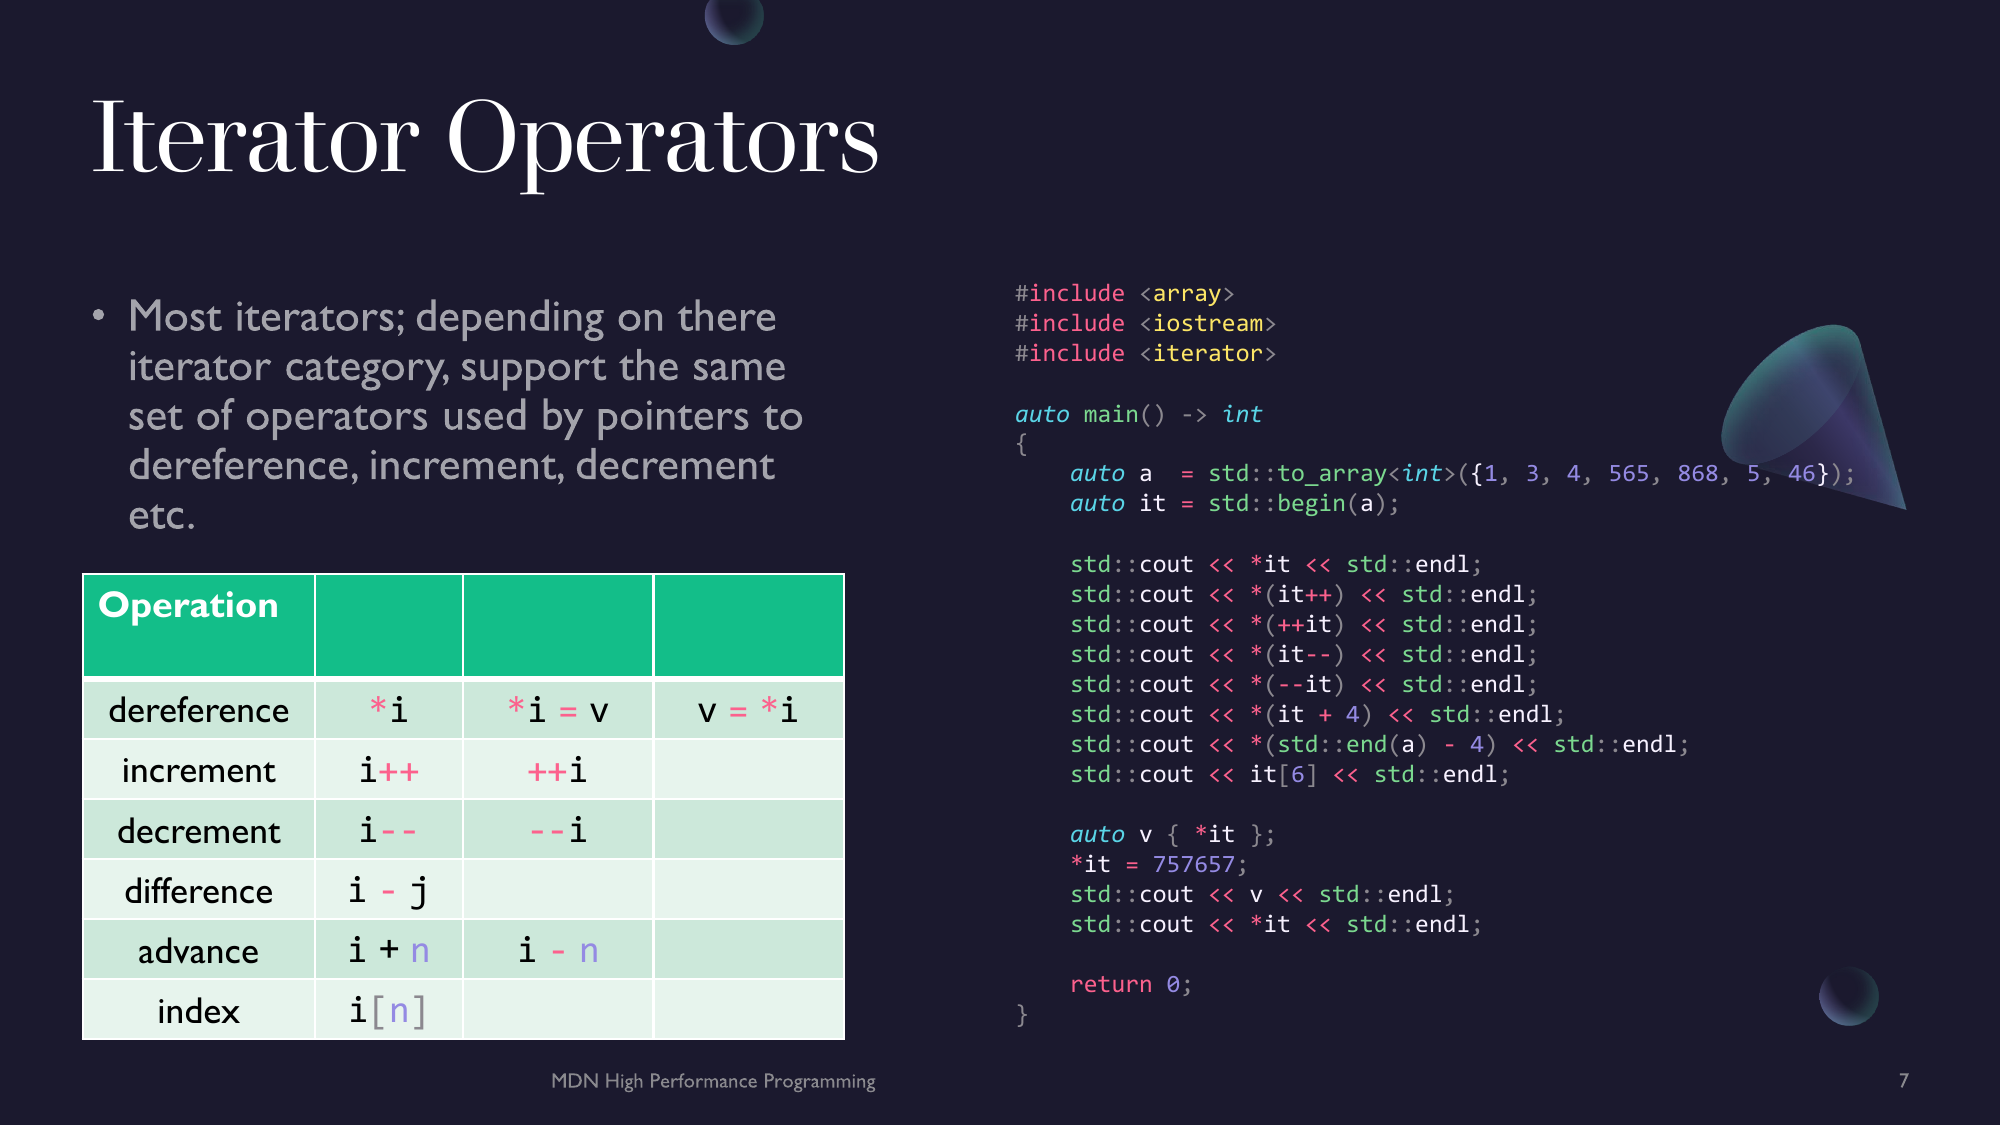 Iterator Operators
• Most iterators; depending on there
iterator category, support the same
set of operators used by pointers to
dereference, increment, decrement
etc.
Operation
dereference *i *i = v v = *i
increment i++ ++i
decrement i-- --i
difference i - j
advance i + n i - n
index i[n]
#include <array>
#include <iostream>
#include <iterator>

auto main() -> int
{
    auto a  = std::to_array<int>({1, 3, 4, 565, 868, 5, 46});
    auto it = std::begin(a);

    std::cout << *it << std::endl;
    std::cout << *(it++) << std::endl;
    std::cout << *(++it) << std::endl;
    std::cout << *(it--) << std::endl;
    std::cout << *(--it) << std::endl;
    std::cout << *(it + 4) << std::endl;
    std::cout << *(std::end(a) - 4) << std::endl;
    std::cout << it[6] << std::endl;

    auto v { *it };
    *it = 757657;
    std::cout << v << std::endl;
    std::cout << *it << std::endl;

    return 0;
}
MDN High Performance Programming
7